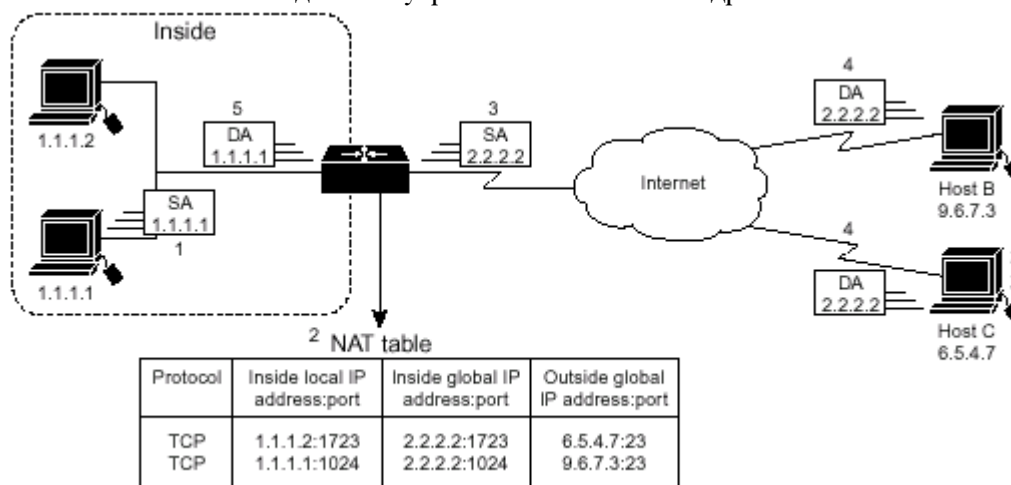 Inside
1.1.1.2
5
DA
1.1.1.1
3
SA
2.2.2.2
SA
1.1.1.1
1
1.1.1.1
Internet
4
DA
2.2.2.2
Host B
9.6.7.3
4
DA
2.2.2.2
Host C
6.5.4.7
2 NAT table
Protocol Inside local IP address:port Inside global IP address:port Outside global IP address:port
TCP 1.1.1.2:1723 2.2.2.2:1723 6.5.4.7:23
TCP 1.1.1.1:1024 2.2.2.2:1024 9.6.7.3:23